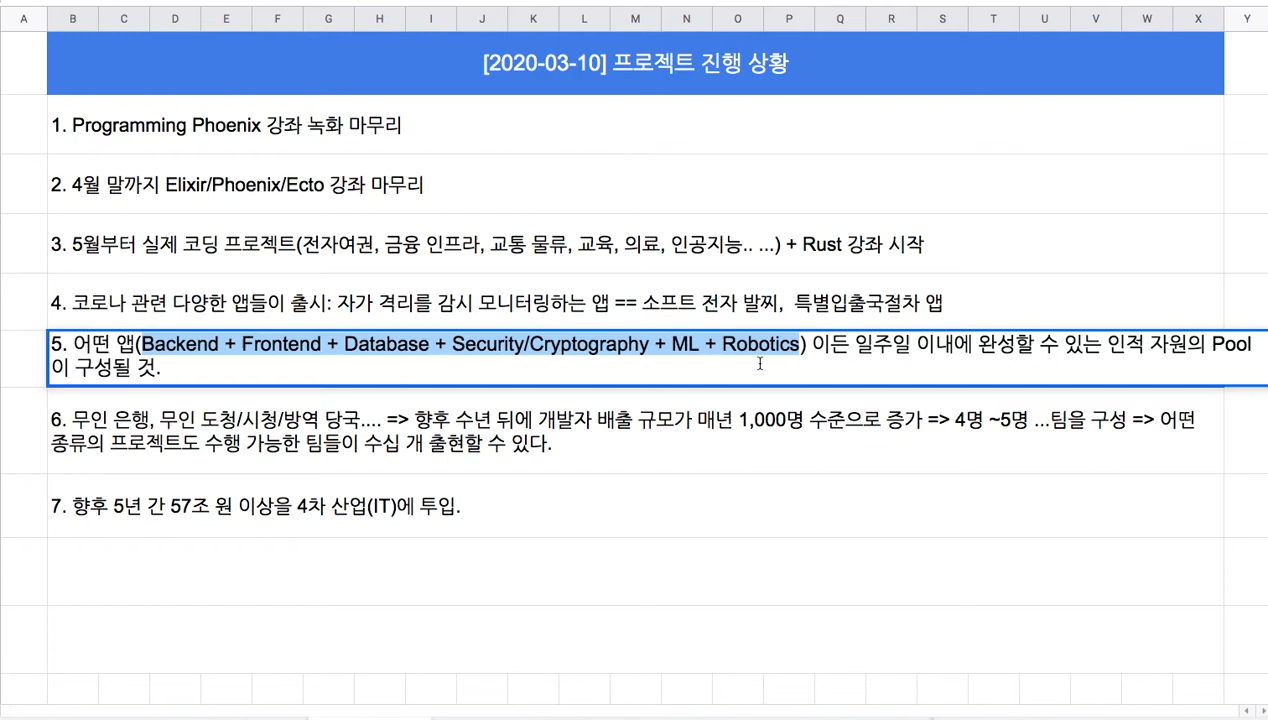 A B C D E F G H I J K L M N O P Q R S T U V W X Y
[2020-03-10] 프로젝트 진행 상황
1. Programming Phoenix 강좌 녹화 마무리
2. 4월 말까지 Elixir/Phoenix/Ecto 강좌 마무리
3. 5월부터 실제 코딩 프로젝트(전자여권, 금융 인프라, 교통 물류, 교육, 의료, 인공지능.. ...) + Rust 강좌 시작
4. 코로나 관련 다양한 앱들이 출시: 자가 격리를 감시 모니터링하는 앱 == 소프트 전자 발찌, 특별입출국절차 앱
5. 어떤 앱(Backend + Frontend + Database + Security/Cryptography + ML + Robotics) 이든 일주일 이내에 완성할 수 있는 인적 자원의 Pool
이 구성될 것.
6. 무인 은행, 무인 도청/시청/방역 당국.... => 향후 수년 뒤에 개발자 배출 규모가 매년 1,000명 수준으로 증가 => 4명 ~5명 ...팀을 구성 => 어떤
종류의 프로젝트도 수행 가능한 팀들이 수십 개 출현할 수 있다.
7. 향후 5년 간 57조 원 이상을 4차 산업(IT)에 투입.